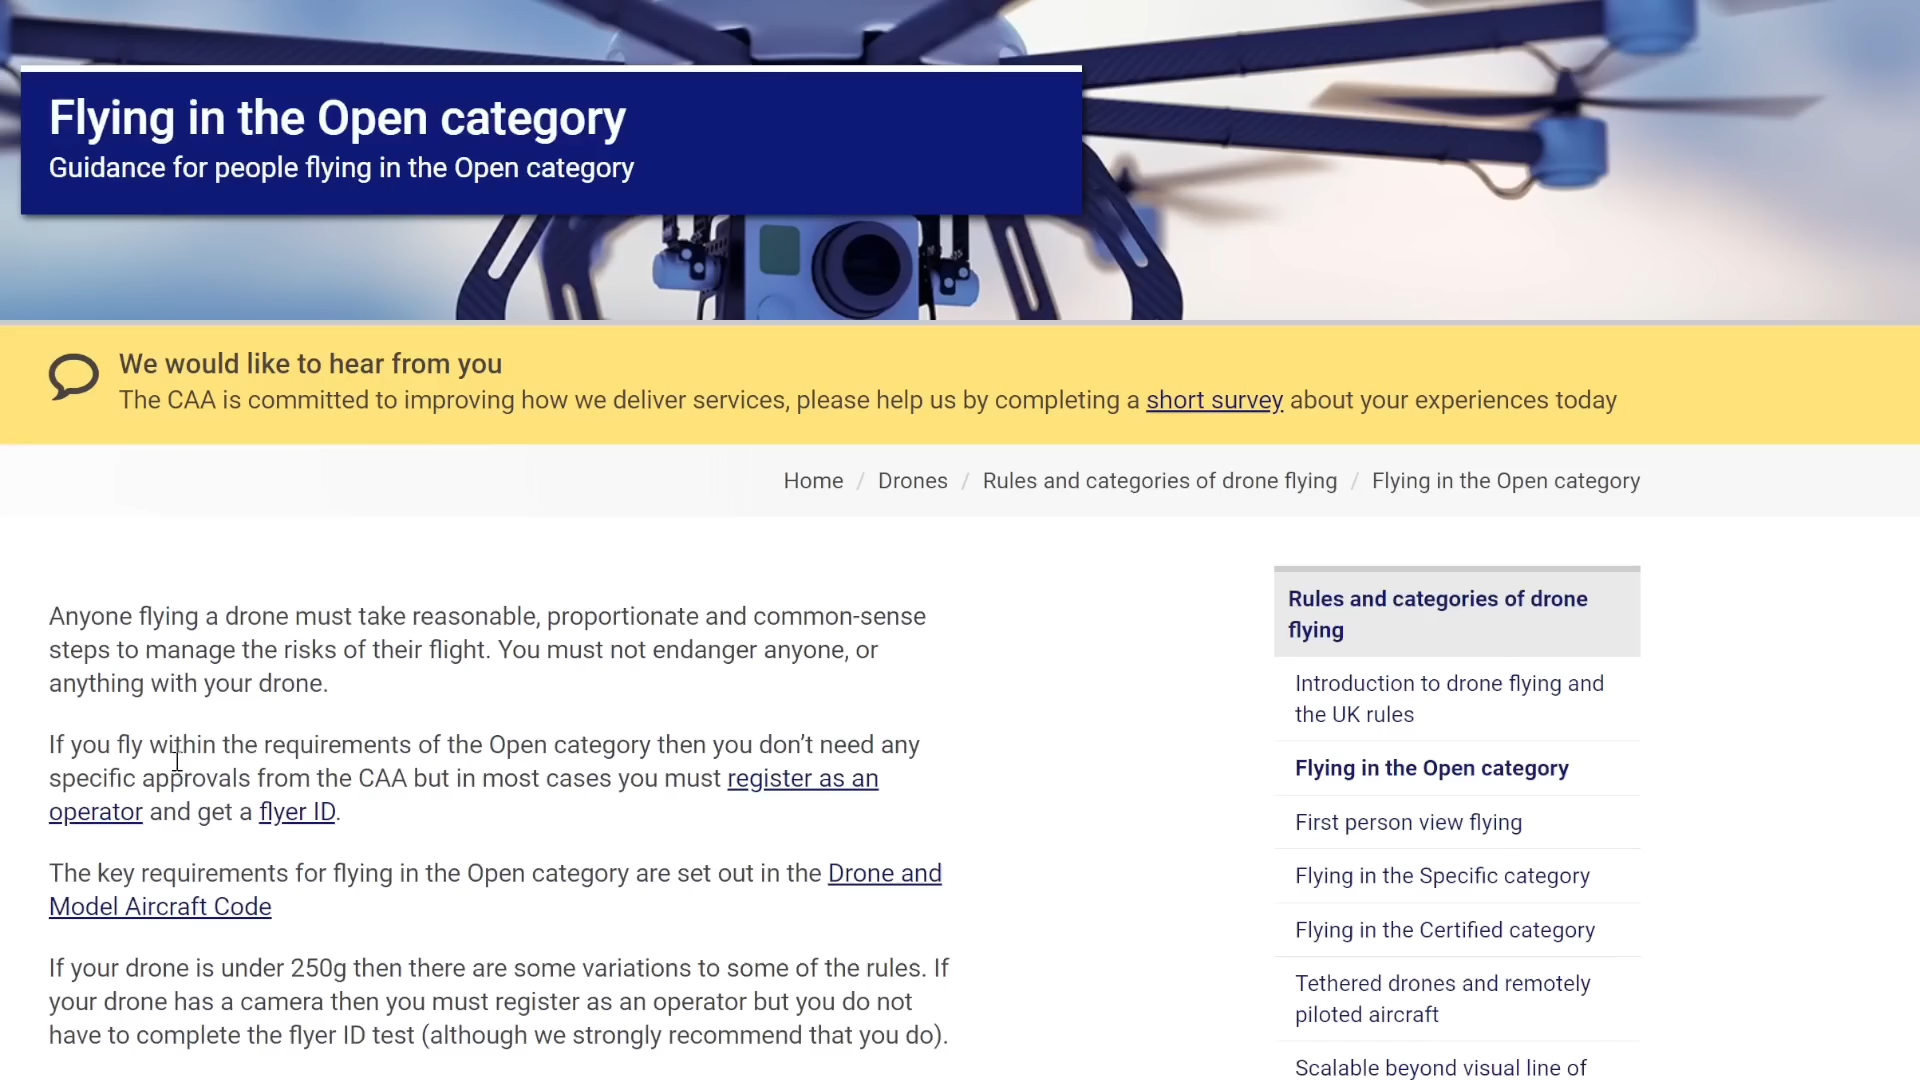 Flying in the Open category
Guidance for people flying in the Open category
We would like to hear from you
The CAA is committed to improving how we deliver services, please help us by completing a short survey about your experiences today
Home / Drones / Rules and categories of drone flying / Flying in the Open category
Anyone flying a drone must take reasonable, proportionate and common-sense
steps to manage the risks of their flight. You must not endanger anyone, or
anything with your drone.
If you fly within the requirements of the Open category then you don’t need any
specific approvals from the CAA but in most cases you must register as an
operator and get a flyer ID.
The key requirements for flying in the Open category are set out in the Drone and
Model Aircraft Code
If your drone is under 250g then there are some variations to some of the rules. If
your drone has a camera then you must register as an operator but you do not
have to complete the flyer ID test (although we strongly recommend that you do).
Rules and categories of drone
flying
Introduction to drone flying and
the UK rules
Flying in the Open category
First person view flying
Flying in the Specific category
Flying in the Certified category
Tethered drones and remotely
piloted aircraft
Scalable beyond visual line of